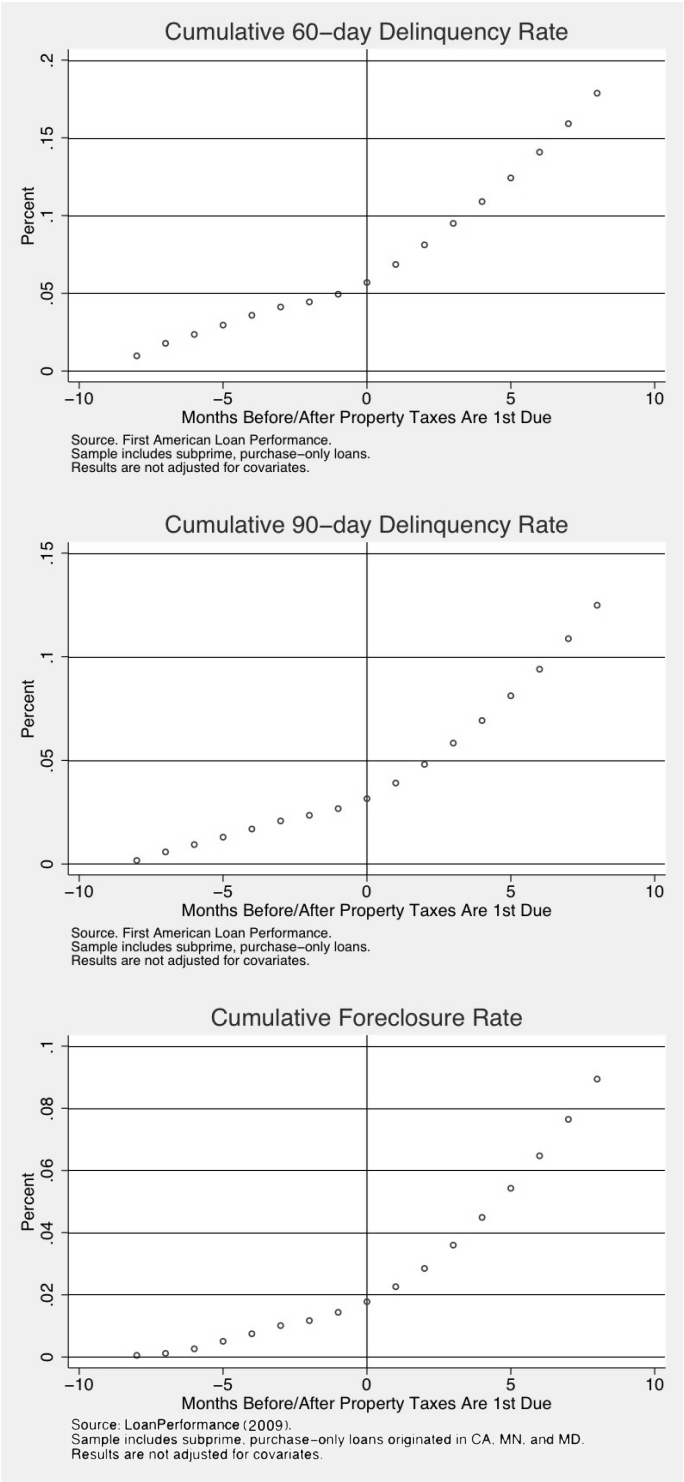 Cumulative 60−day Delinquency Rate
.2
.15
.1
.05
0
Percent
−10 −5 0 5 10
Months Before/After Property Taxes Are 1st Due
Source. First American Loan Performance.
Sample includes subprime, purchase−only loans.
Results are not adjusted for covariates.
Cumulative 90−day Delinquency Rate
.15
.1
.05
0
Percent
−10 −5 0 5 10
Months Before/After Property Taxes Are 1st Due
Source. First American Loan Performance.
Sample includes subprime, purchase−only loans.
Results are not adjusted for covariates.
Cumulative Foreclosure Rate
.1
.08
.06
.04
.02
0
Percent
−10 −5 0 5 10
Months Before/After Property Taxes Are 1st Due
Source: LoanPerformance (2009).
Sample includes subprime, purchase−only loans originated in CA, MN, and MD.
Results are not adjusted for covariates.